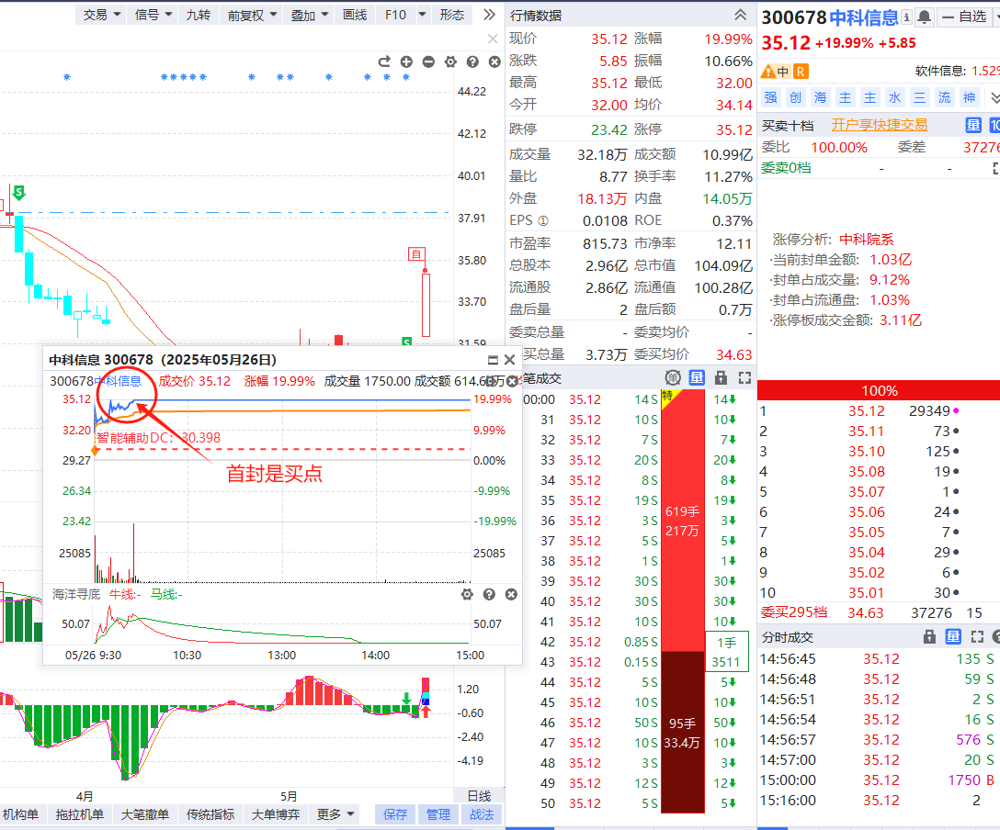 交易 信号 九转 前复权 叠加 画线 F10 形态
44.22
42.12
40.01
37.91
35.80
33.70
31.59
S
自
S
1.20
-0.60
-2.40
-4.19
4月 5月 日线
机构单 拖拉机单 大笔撤单 传统指标 大单博弈 更多 保存 管理 战法
中科信息 300678（2025年05月26日）
300678中科信息 成交价 35.12 涨幅 19.99% 成交量 1750.00 成交额 614.60万
35.12 19.99%
32.20 9.99%
29.27 0.00%
26.34 -9.99%
23.42 -19.99%
25085 25085
智能辅助DC: 30.398
首封是买点
海洋寻底 牛线:- 马线:-
50.07 50.07
05/26 9:30 10:30 13:00 14:00 15:00
行情数据
现价 35.12 涨幅 19.99%
涨跌 5.85 振幅 10.66%
最高 35.12 最低 32.00
今开 32.00 均价 34.14
跌停 23.42 涨停 35.12
成交量 32.18万 成交额 10.99亿
量比 8.77 换手率 11.27%
外盘 18.13万 内盘 14.05万
EPS ① 0.0108 ROE 0.37%
市盈率 815.73 市净率 12.11
总股本 2.96亿 总市值 104.09亿
流通股 2.86亿 流通值 100.28亿
盘后量 2 盘后额 0.7万
委卖总量 - 委卖均价 -
买总量 3.73万 委买均价 34.63
笔成交 单 量
00:00 35.12 14 S 特 14
31 35.12 10 S 10
32 35.12 7 S 7
33 35.12 20 S 20
34 35.12 8 S 8
35 35.12 19 S 19
36 35.12 3 S 3
37 35.12 5 S 5
38 35.12 1 S 1
39 35.12 30 S 30
40 35.12 30 S 30
41 35.12 10 S 10
42 35.12 0.85 S
43 35.12 0.15 S
44 35.12 5 S 5
45 35.12 10 S 10
46 35.12 50 S 50
47 35.12 10 S 10
48 35.12 3 S 3
49 35.12 12 S 12
50 35.12 5 S 5
619手
217万
1手
3511
95手
33.4万
300678 中科信息 自选
35.12 +19.99% +5.85
中 R 软件信息: 1.52%
强 创 海 主 主 水 三 流 神
买卖十档 开户享快捷交易 量 10
委比 100.00% 委差 37276
委卖0档 - -
涨停分析: 中科院系
·当前封单金额: 1.03亿
·封单占成交量: 9.12%
·封单占流通盘: 1.03%
·涨停板成交金额: 3.11亿
100%
1 35.12 29349
2 35.11 73
3 35.10 125
4 35.08 19
5 35.07 1
6 35.06 24
7 35.05 7
8 35.04 29
9 35.02 6
10 35.01 30
委买295档 34.63 37276 15
分时成交 量
14:56:45 35.12 135 S
14:56:48 35.12 59 S
14:56:51 35.12 2 S
14:56:54 35.12 16 S
14:56:57 35.12 576 S
14:57:00 35.12 20 S
15:00:00 35.12 1750 B
15:16:00 35.12 2